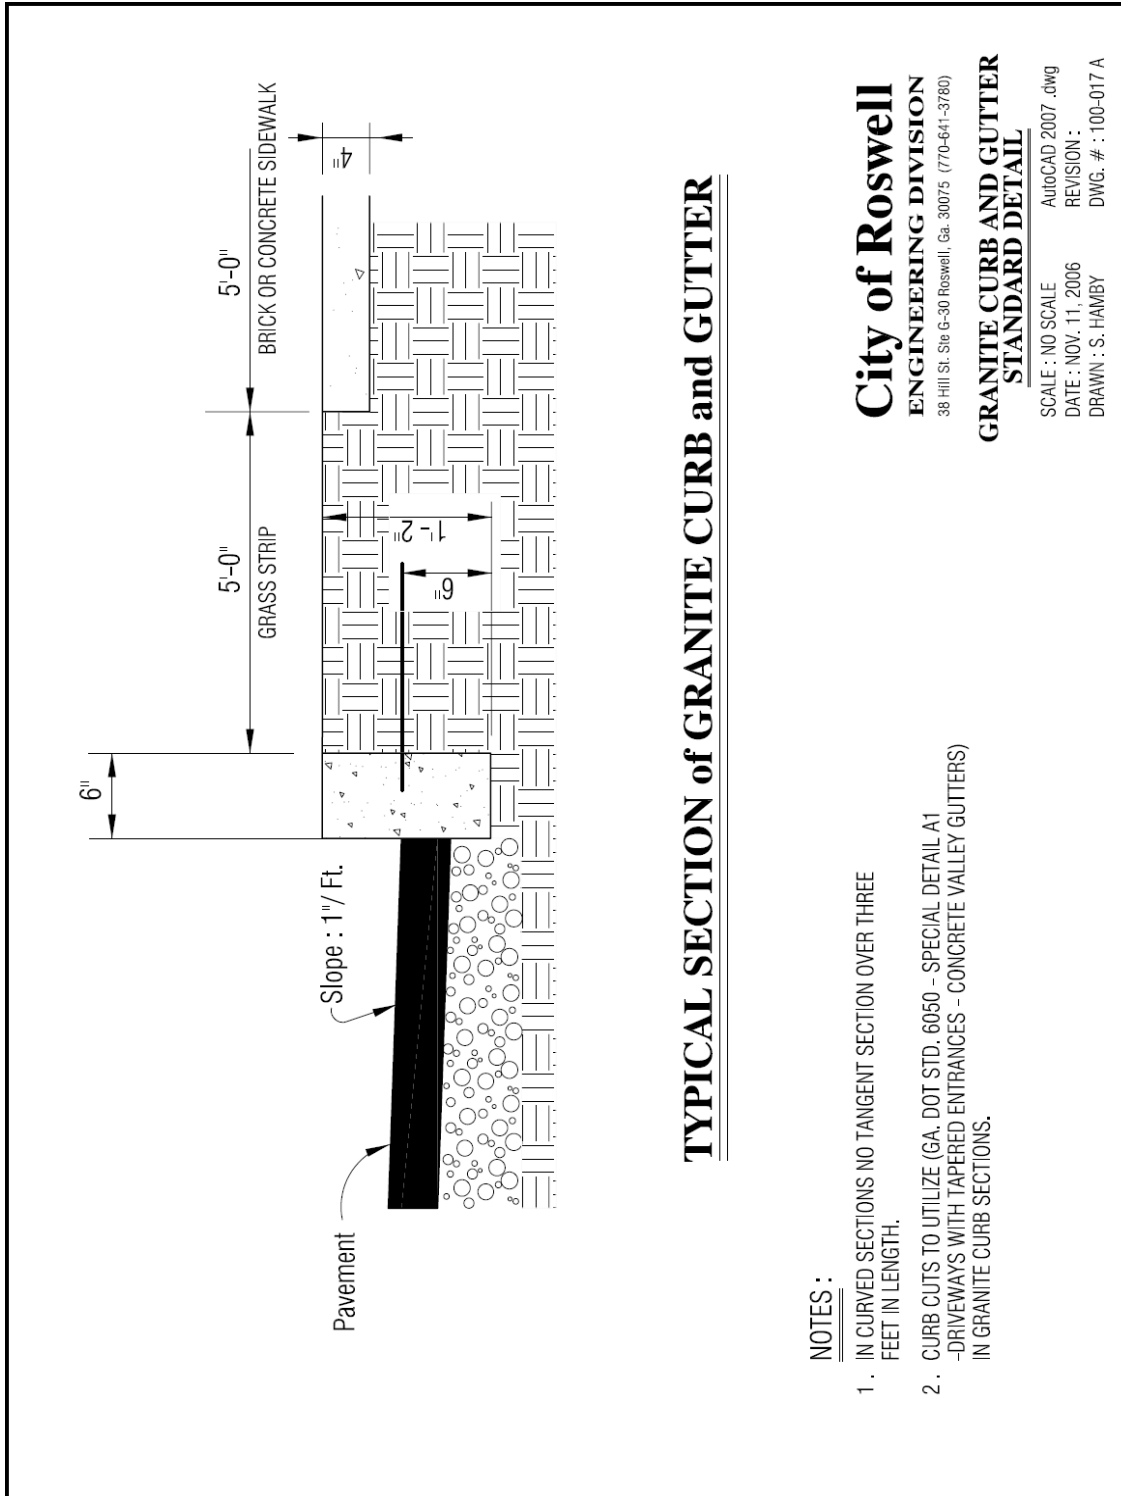 6"
5'-0"
GRASS STRIP
5'-0"
BRICK OR CONCRETE SIDEWALK
4"
Slope : 1"/ Ft.
Pavement
1'- 2"
6"
TYPICAL SECTION of GRANITE CURB and GUTTER
NOTES :
1. IN CURVED SECTIONS NO TANGENT SECTION OVER THREE
FEET IN LENGTH.
2. CURB CUTS TO UTILIZE (GA. DOT STD. 6050 - SPECIAL DETAIL A1
-DRIVEWAYS WITH TAPERED ENTRANCES - CONCRETE VALLEY GUTTERS)
IN GRANITE CURB SECTIONS.
City of Roswell
ENGINEERING DIVISION
38 Hill St. Ste G-30 Roswell, Ga. 30075 (770-641-3780)
GRANITE CURB AND GUTTER
STANDARD DETAIL
SCALE : NO SCALE AutoCAD 2007 .dwg
DATE : NOV. 11, 2006 REVISION :
DRAWN : S. HAMBY DWG. # : 100-017 A